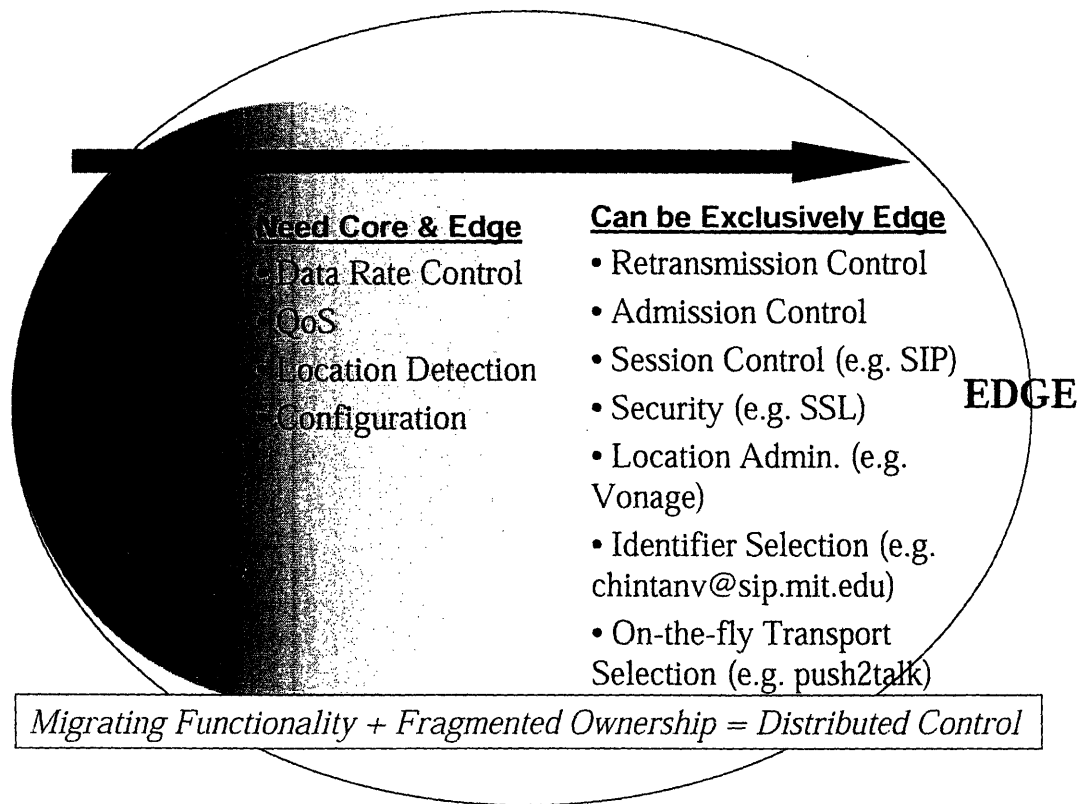 Need Core & Edge
• Data Rate Control
• QoS
• Location Detection
• Configuration
Can be Exclusively Edge
• Retransmission Control
• Admission Control
• Session Control (e.g. SIP)
• Security (e.g. SSL)
• Location Admin. (e.g.
Vonage)
• Identifier Selection (e.g.
chintanv@sip.mit.edu)
• On-the-fly Transport
Selection (e.g. push2talk)
EDGE
Migrating Functionality + Fragmented Ownership = Distributed Control